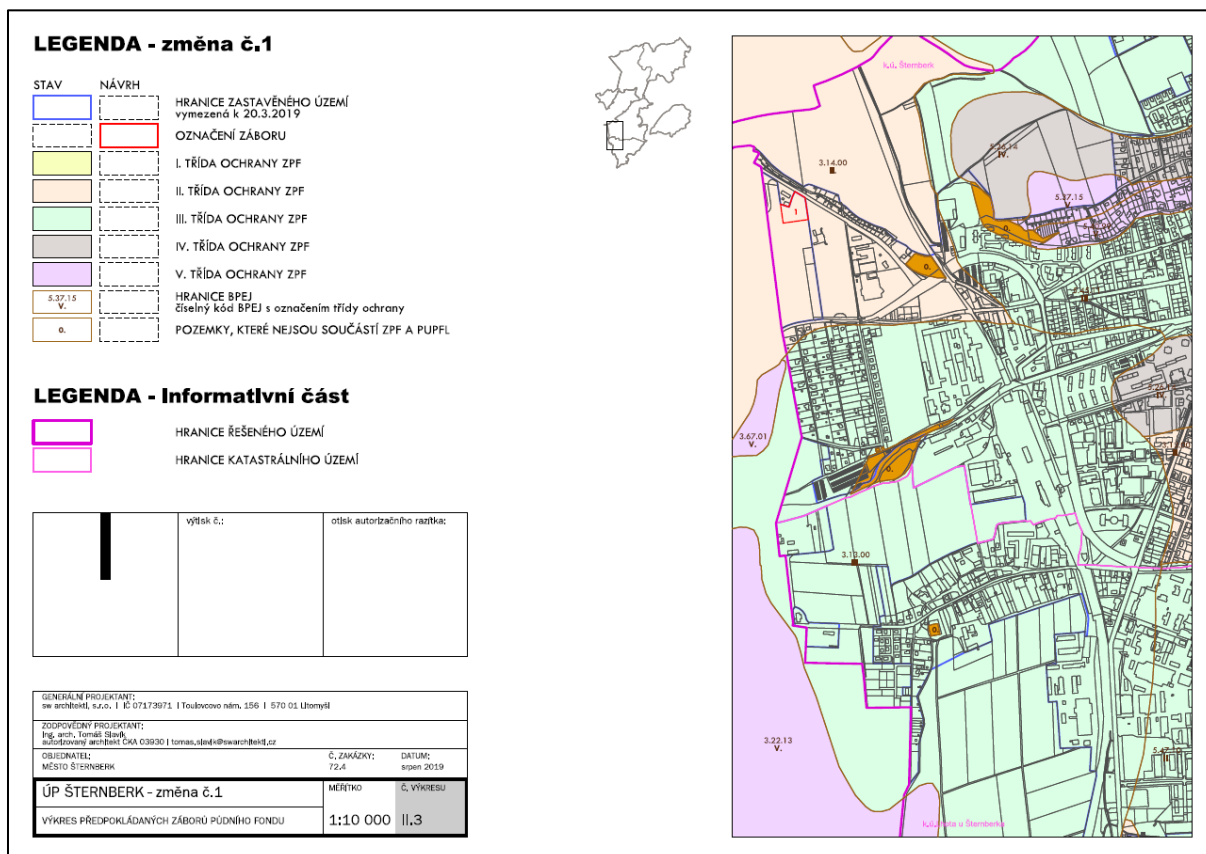 LEGENDA - změna č.1
STAV NÁVRH
HRANICE ZASTAVĚNÉHO ÚZEMÍ
vymezená k 20.3.2019
OZNAČENÍ ZÁBORU
I. TŘÍDA OCHRANY ZPF
II. TŘÍDA OCHRANY ZPF
III. TŘÍDA OCHRANY ZPF
IV. TŘÍDA OCHRANY ZPF
V. TŘÍDA OCHRANY ZPF
5.37.15
V.
HRANICE BPEJ
číselný kód BPEJ s označením třídy ochrany
0.
POZEMKY, KTERÉ NEJSOU SOUČÁSTÍ ZPF A PUPFL
LEGENDA - Informativní část
HRANICE ŘEŠENÉHO ÚZEMÍ
HRANICE KATASTRÁLNÍHO ÚZEMÍ
výtisk č.:
otisk autorizačního razítka:
GENERÁLNÍ PROJEKTANT:
sw architekti, s.r.o. | IČ 07173971 | Toulovcovo nám. 156 | 570 01 Litomyšl
ZODPOVĚDNÝ PROJEKTANT:
Ing. arch. Tomáš Slavík
autorizovaný architekt ČKA 03930 | tomas.slavik@swarchitekti.cz
OBJEDNATEL: Č. ZAKÁZKY: DATUM:
MĚSTO ŠTERNBERK 72.4 srpen 2019
ÚP ŠTERNBERK - změna č.1
MĚŘÍTKO Č. VÝKRESU
VÝKRES PŘEDPOKLÁDANÝCH ZÁBORŮ PŮDNÍHO FONDU
1:10 000 II.3
k.ú. Šternberk
IV.
3.14.00
5.37.15
V.
1
0.
0.
IV.
3.67.01
V.
0.
3.13.00
0.
3.22.13
V.